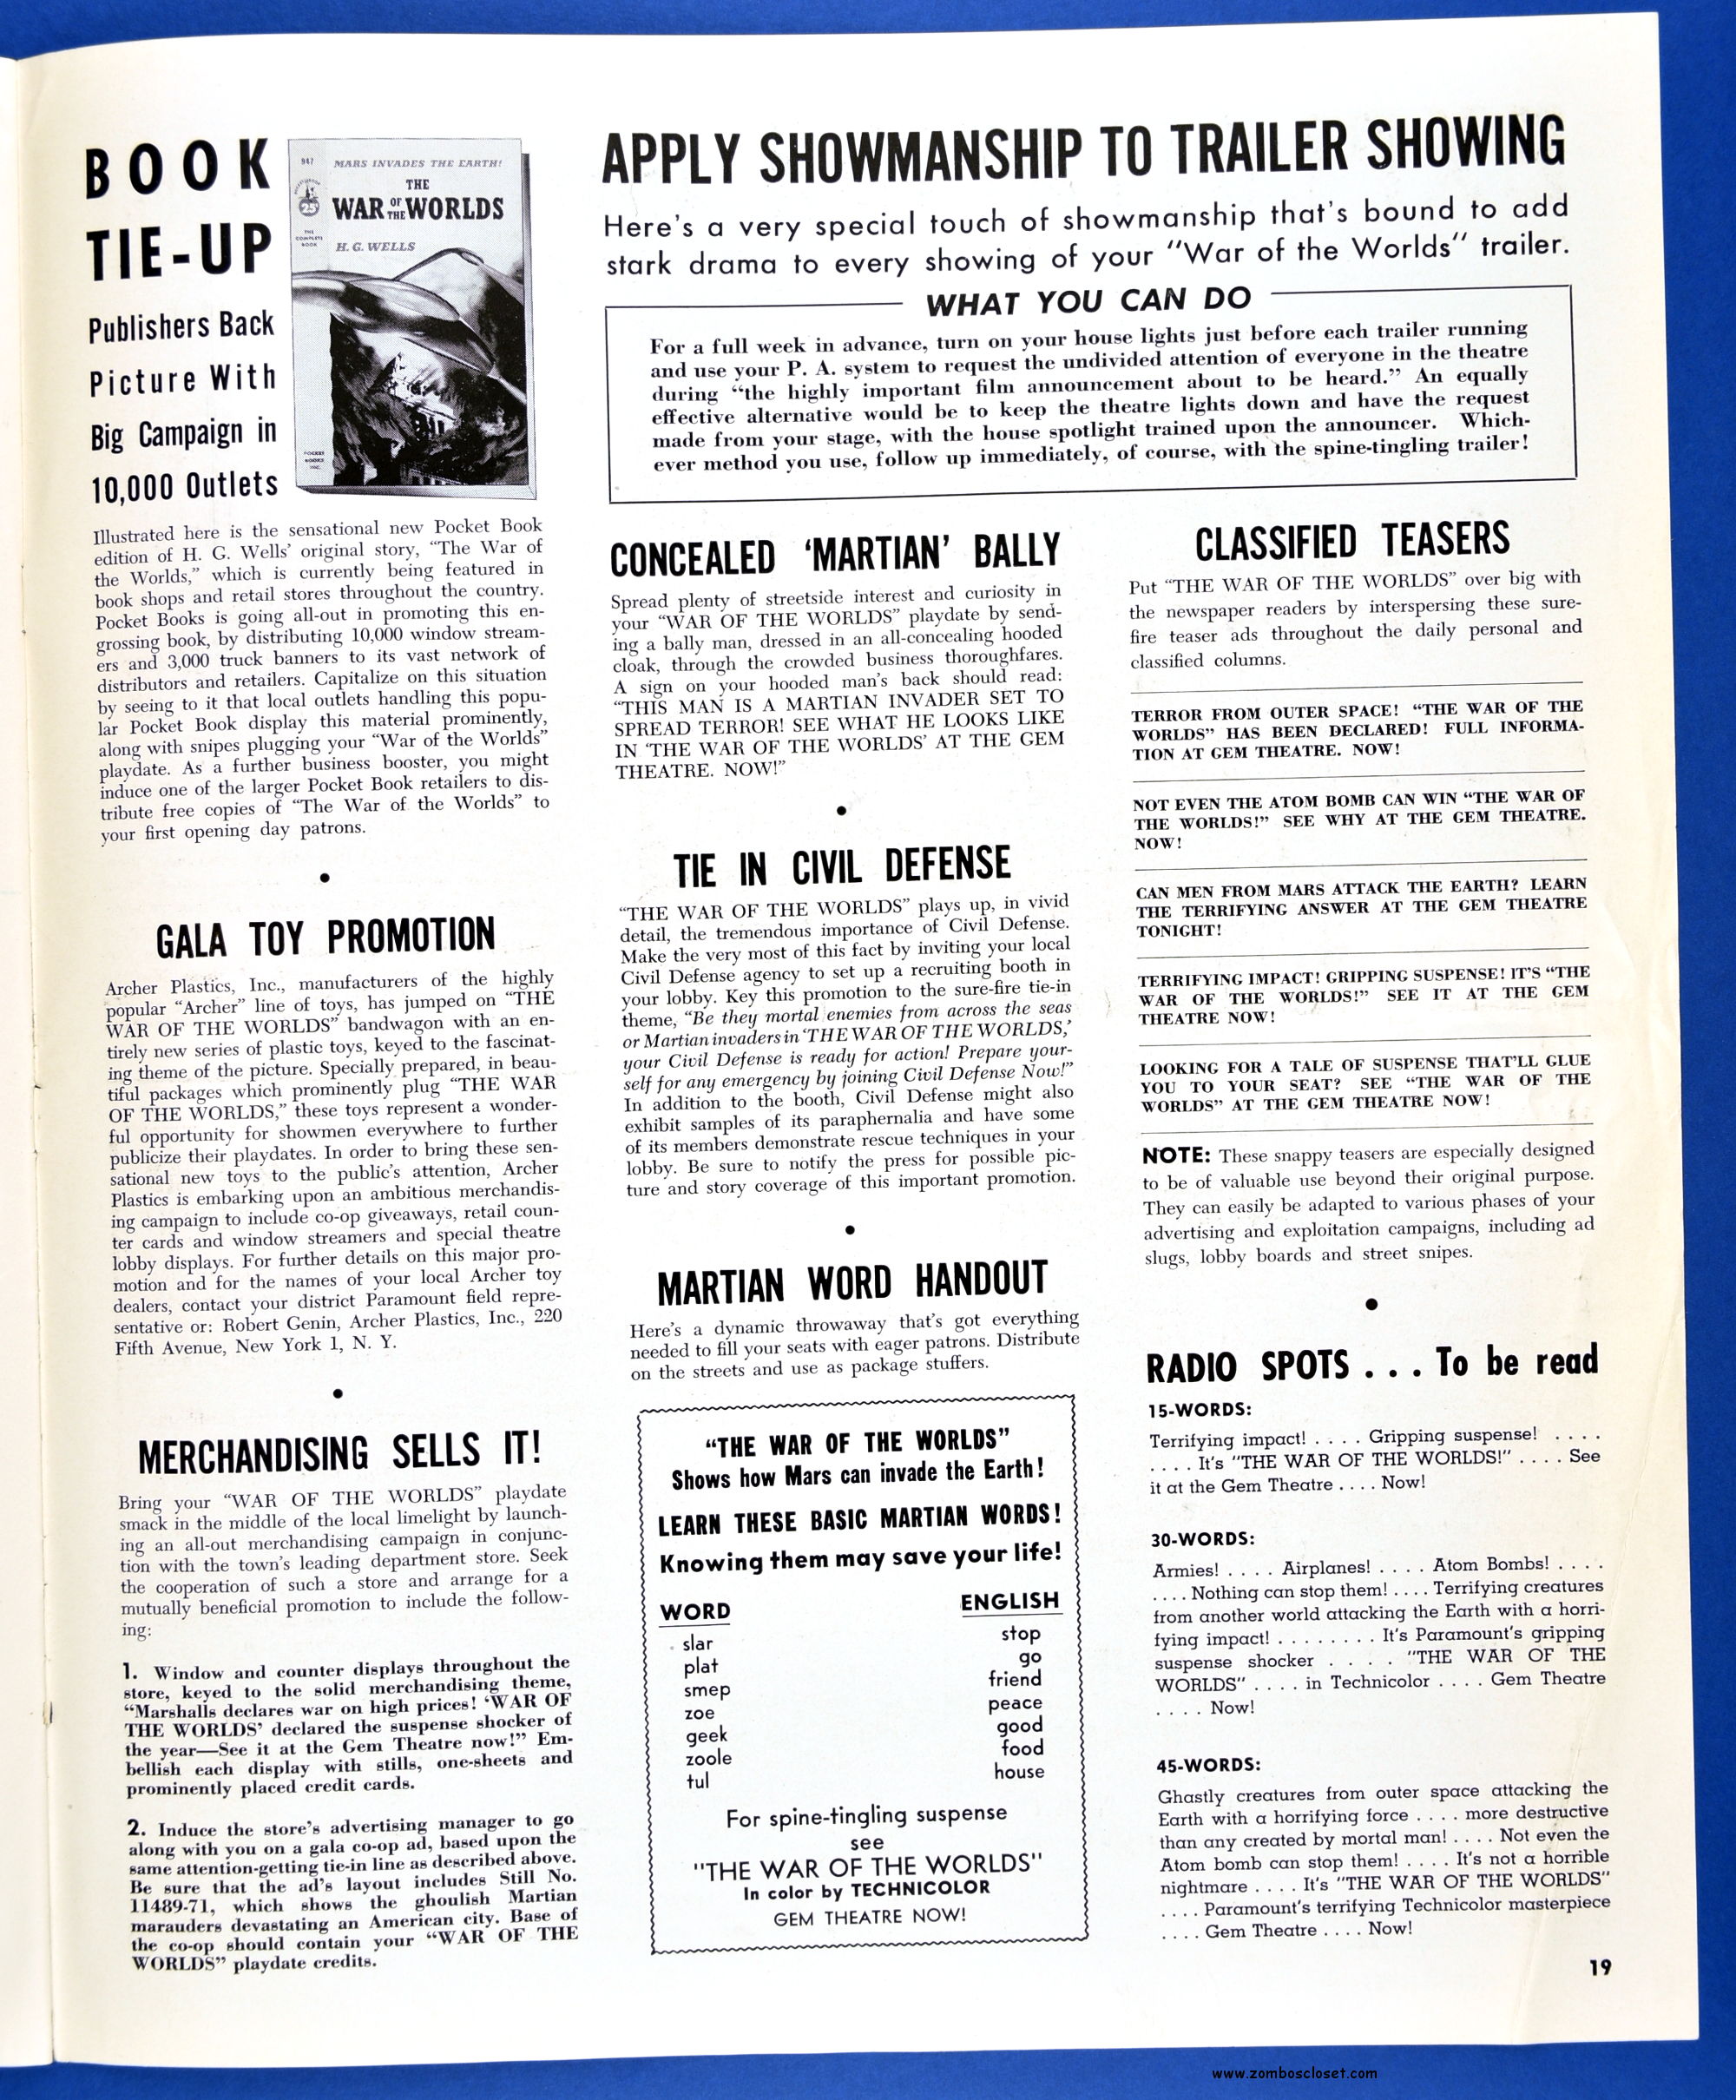 BOOK
TIE-UP
Publishers Back
Picture With
Big Campaign in
10,000 Outlets
947
MARS INVADES THE EARTH!
THE
WAR OF THE WORLDS
25
THE
COMPLETE
BOOK
H. G. WELLS
POCKET
BOOKS
INC.
Illustrated here is the sensational new Pocket Book
edition of H. G. Wells' original story, "The War of
the Worlds," which is currently being featured in
book shops and retail stores throughout the country.
Pocket Books is going all-out in promoting this en-
grossing book, by distributing 10,000 window stream-
ers and 3,000 truck banners to its vast network of
distributors and retailers. Capitalize on this situation
by seeing to it that local outlets handling this popu-
lar Pocket Book display this material prominently,
along with snipes plugging your "War of the Worlds"
playdate. As a further business booster, you might
induce one of the larger Pocket Book retailers to dis-
tribute free copies of "The War of the Worlds" to
your first opening day patrons.
GALA TOY PROMOTION
Archer Plastics, Inc., manufacturers of the highly
popular "Archer" line of toys, has jumped on "THE
WAR OF THE WORLDS" bandwagon with an en-
tirely new series of plastic toys, keyed to the fascinat-
ing theme of the picture. Specially prepared, in beau-
tiful packages which prominently plug "THE WAR
OF THE WORLDS," these toys represent a wonder-
ful opportunity for showmen everywhere to further
publicize their playdates. In order to bring these sen-
sational new toys to the public's attention, Archer
Plastics is embarking upon an ambitious merchandis-
ing campaign to include co-op giveaways, retail coun-
ter cards and window streamers and special theatre
lobby displays. For further details on this major pro-
motion and for the names of your local Archer toy
dealers, contact your district Paramount field repre-
sentative or: Robert Genin, Archer Plastics, Inc., 220
Fifth Avenue, New York 1, N. Y.
MERCHANDISING SELLS IT!
Bring your "WAR OF THE WORLDS" playdate
smack in the middle of the local limelight by launch-
ing an all-out merchandising campaign in conjunc-
tion with the town's leading department store. Seek
the cooperation of such a store and arrange for a
mutually beneficial promotion to include the follow-
ing:
1. Window and counter displays throughout the
store, keyed to the solid merchandising theme,
"Marshalls declares war on high prices! 'WAR OF
THE WORLDS' declared the suspense shocker of
the year—See it at the Gem Theatre now!" Em-
bellish each display with stills, one-sheets and
prominently placed credit cards.
2. Induce the store's advertising manager to go
along with you on a gala co-op ad, based upon the
same attention-getting tie-in line as described above.
Be sure that the ad's layout includes Still No.
11489-71, which shows the ghoulish Martian
marauders devastating an American city. Base of
the co-op should contain your "WAR OF THE
WORLDS" playdate credits.
APPLY SHOWMANSHIP TO TRAILER SHOWING
Here's a very special touch of showmanship that's bound to add
stark drama to every showing of your "War of the Worlds" trailer.
WHAT YOU CAN DO
For a full week in advance, turn on your house lights just before each trailer running
and use your P. A. system to request the undivided attention of everyone in the theatre
during "the highly important film announcement about to be heard." An equally
effective alternative would be to keep the theatre lights down and have the request
made from your stage, with the house spotlight trained upon the announcer. Which-
ever method you use, follow up immediately, of course, with the spine-tingling trailer!
CONCEALED 'MARTIAN' BALLY
Spread plenty of streetside interest and curiosity in
your "WAR OF THE WORLDS" playdate by send-
ing a bally man, dressed in an all-concealing hooded
cloak, through the crowded business thoroughfares.
A sign on your hooded man's back should read:
"THIS MAN IS A MARTIAN INVADER SET TO
SPREAD TERROR! SEE WHAT HE LOOKS LIKE
IN 'THE WAR OF THE WORLDS' AT THE GEM
THEATRE. NOW!"
TIE IN CIVIL DEFENSE
"THE WAR OF THE WORLDS" plays up, in vivid
detail, the tremendous importance of Civil Defense.
Make the very most of this fact by inviting your local
Civil Defense agency to set up a recruiting booth in
your lobby. Key this promotion to the sure-fire tie-in
theme, "Be they mortal enemies from across the seas
or Martian invaders in 'THE WAR OF THE WORLDS,'
your Civil Defense is ready for action! Prepare your-
self for any emergency by joining Civil Defense Now!"
In addition to the booth, Civil Defense might also
exhibit samples of its paraphernalia and have some
of its members demonstrate rescue techniques in your
lobby. Be sure to notify the press for possible pic-
ture and story coverage of this important promotion.
MARTIAN WORD HANDOUT
Here's a dynamic throwaway that's got everything
needed to fill your seats with eager patrons. Distribute
on the streets and use as package stuffers.
"THE WAR OF THE WORLDS"
Shows how Mars can invade the Earth!
LEARN THESE BASIC MARTIAN WORDS!
Knowing them may save your life!
WORD ENGLISH
slar stop
plat go
smep friend
zoe peace
geek good
zoole food
tul house
For spine-tingling suspense
see
"THE WAR OF THE WORLDS"
In color by TECHNICOLOR
GEM THEATRE NOW!
CLASSIFIED TEASERS
Put "THE WAR OF THE WORLDS" over big with
the newspaper readers by interspersing these sure-
fire teaser ads throughout the daily personal and
classified columns.
TERROR FROM OUTER SPACE! "THE WAR OF THE
WORLDS" HAS BEEN DECLARED! FULL INFORMA-
TION AT GEM THEATRE. NOW!
NOT EVEN THE ATOM BOMB CAN WIN "THE WAR OF
THE WORLDS!" SEE WHY AT THE GEM THEATRE.
NOW!
CAN MEN FROM MARS ATTACK THE EARTH? LEARN
THE TERRIFYING ANSWER AT THE GEM THEATRE
TONIGHT!
TERRIFYING IMPACT! GRIPPING SUSPENSE! IT'S "THE
WAR OF THE WORLDS!" SEE IT AT THE GEM
THEATRE NOW!
LOOKING FOR A TALE OF SUSPENSE THAT'LL GLUE
YOU TO YOUR SEAT? SEE "THE WAR OF THE
WORLDS" AT THE GEM THEATRE NOW!
NOTE: These snappy teasers are especially designed
to be of valuable use beyond their original purpose.
They can easily be adapted to various phases of your
advertising and exploitation campaigns, including ad
slugs, lobby boards and street snipes.
RADIO SPOTS . . . To be read
15-WORDS:
Terrifying impact! . . . . Gripping suspense! . . . .
. . . . It's "THE WAR OF THE WORLDS!" . . . . See
it at the Gem Theatre . . . . Now!
30-WORDS:
Armies! . . . . Airplanes! . . . . Atom Bombs! . . . .
. . . . Nothing can stop them! . . . . Terrifying creatures
from another world attacking the Earth with a horri-
fying impact! . . . . . . . . It's Paramount's gripping
suspense shocker . . . . "THE WAR OF THE
WORLDS" . . . . in Technicolor . . . . Gem Theatre
. . . . Now!
45-WORDS:
Ghastly creatures from outer space attacking the
Earth with a horrifying force . . . . more destructive
than any created by mortal man! . . . . Not even the
Atom bomb can stop them! . . . . It's not a horrible
nightmare . . . . It's "THE WAR OF THE WORLDS"
. . . . Paramount's terrifying Technicolor masterpiece
. . . . Gem Theatre . . . . Now!
19
www.zomboscloset.com